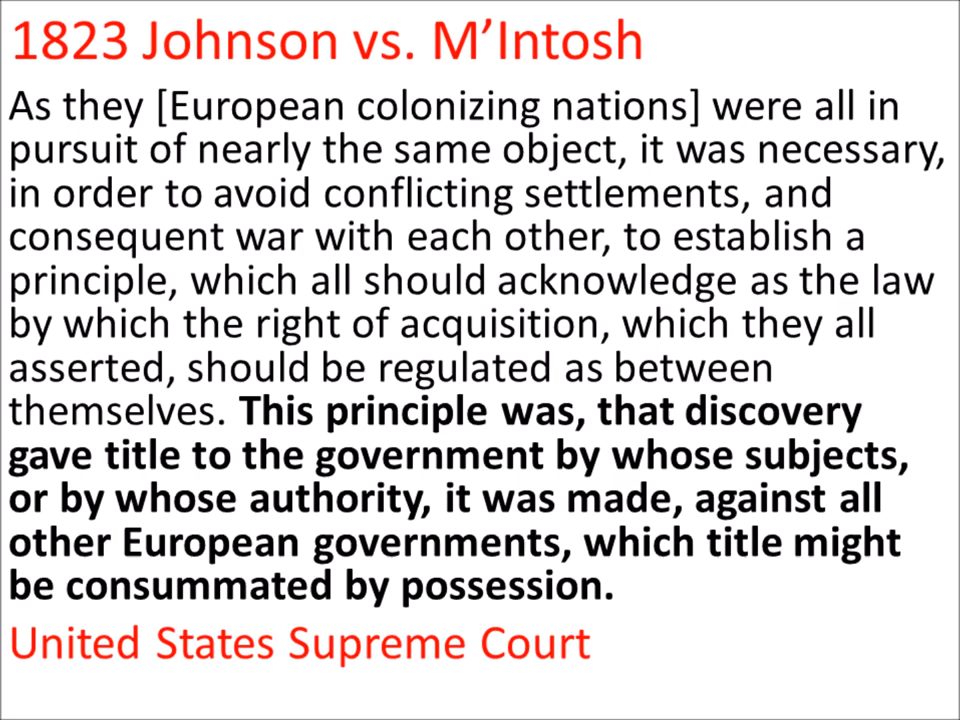 1823 Johnson vs. M’Intosh
As they [European colonizing nations] were all in
pursuit of nearly the same object, it was necessary,
in order to avoid conflicting settlements, and
consequent war with each other, to establish a
principle, which all should acknowledge as the law
by which the right of acquisition, which they all
asserted, should be regulated as between
themselves. This principle was, that discovery
gave title to the government by whose subjects,
or by whose authority, it was made, against all
other European governments, which title might
be consummated by possession.
United States Supreme Court